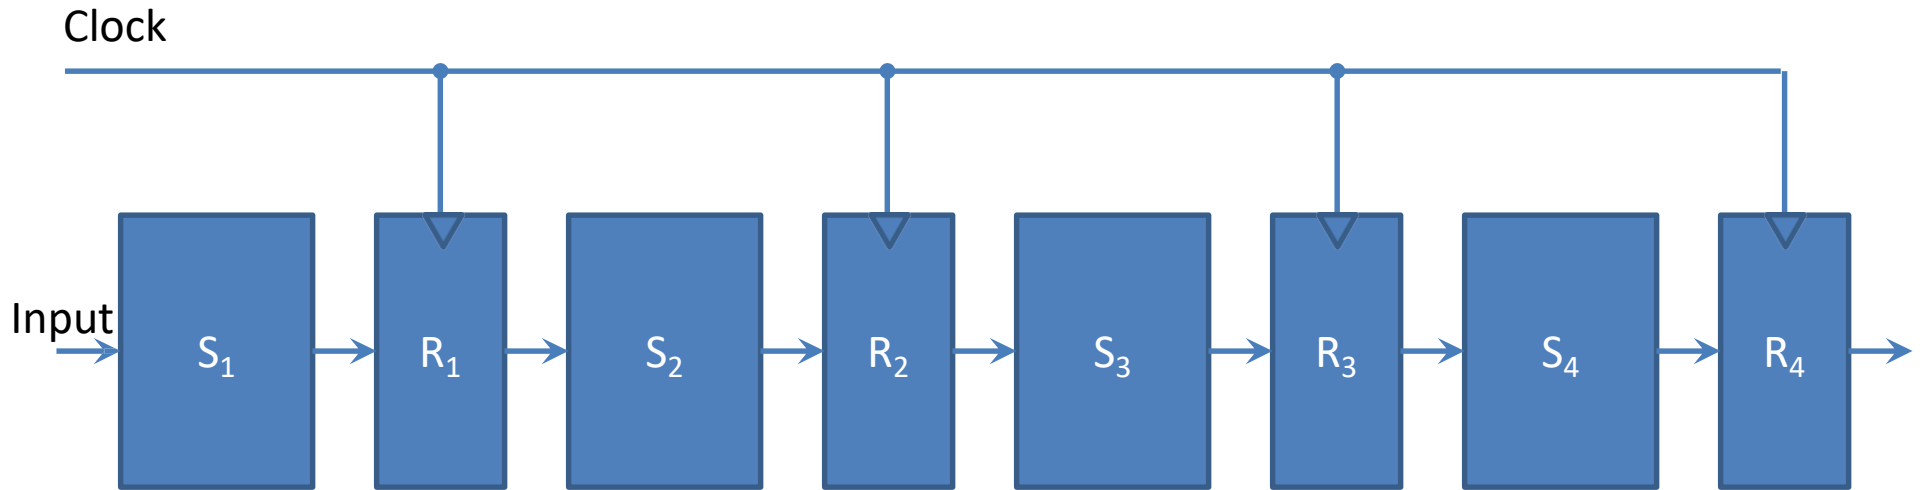 Clock
Input
S₁
R₁
S₂
R₂
S₃
R₃
S₄
R₄